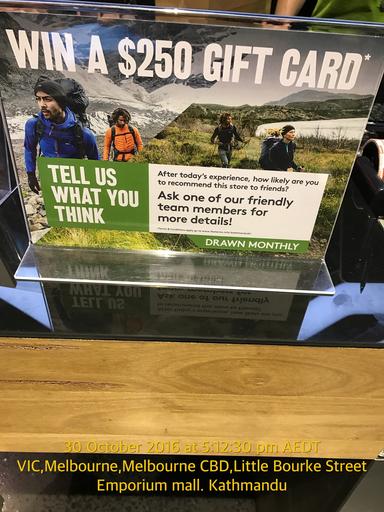 WIN A $250 GIFT CARD*
TELL US
WHAT YOU
THINK
After today's experience, how likely are you
to recommend this store to friends?
Ask one of our friendly
team members for
more details!
DRAWN MONTHLY
30 October 2016 at 5:12:30 pm AEDT
VIC,Melbourne,Melbourne CBD,Little Bourke Street
Emporium mall. Kathmandu